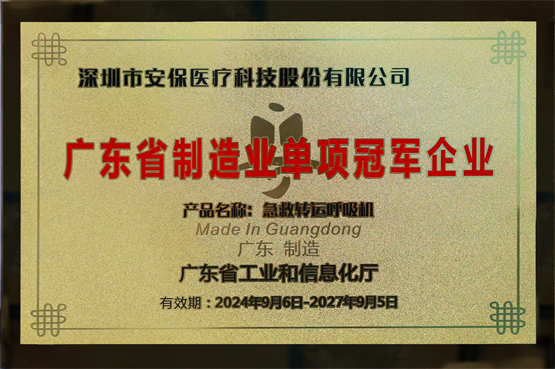 深圳市安保医疗科技股份有限公司
广东省制造业单项冠军企业
产品名称：急救转运呼吸机
Made In Guangdong
广东 制造
广东省工业和信息化厅
有效期：2024年9月6日-2027年9月5日